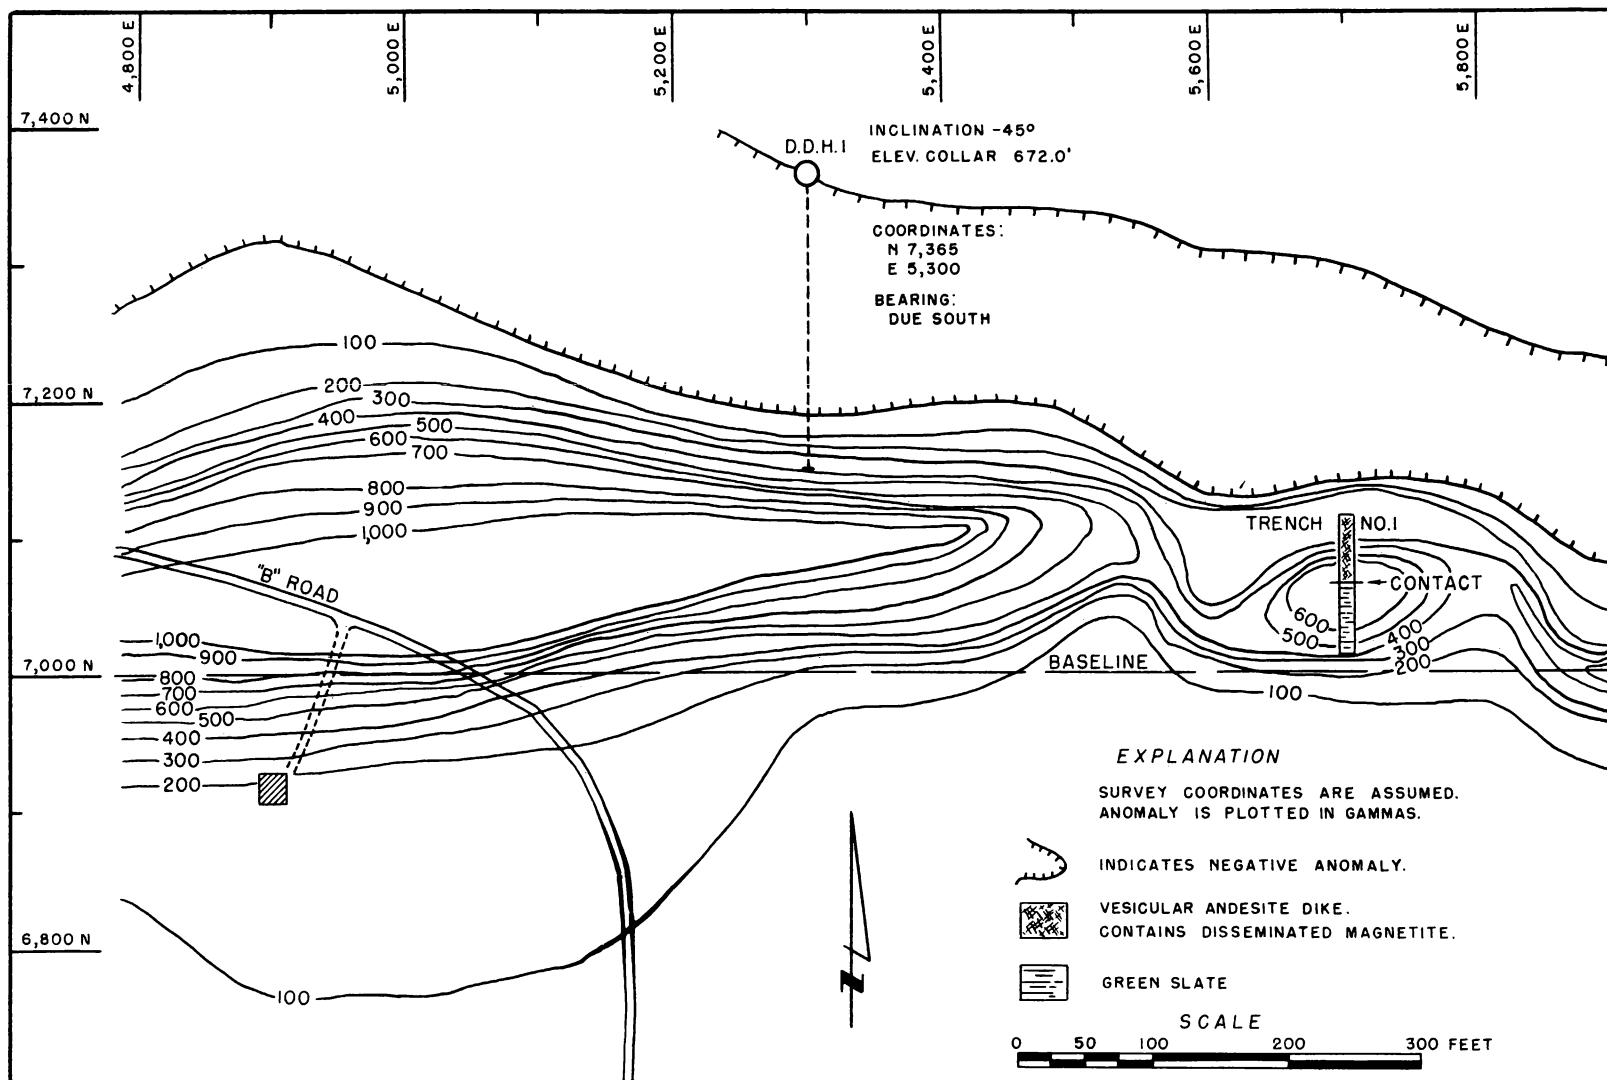 4,800 E
5,000 E
5,200 E
5,400 E
5,600 E
5,800 E
7,400 N
7,200 N
7,000 N
6,800 N
D.D.H.1
INCLINATION -45°
ELEV. COLLAR 672.0'
COORDINATES:
N 7,365
E 5,300
BEARING:
DUE SOUTH
100
200
300
400
500
600
700
800
900
1,000
"B" ROAD
1,000
900
800
700
600
500
400
300
200
100
BASELINE
TRENCH NO.1
CONTACT
600
500
400
300
200
100
EXPLANATION
SURVEY COORDINATES ARE ASSUMED.
ANOMALY IS PLOTTED IN GAMMAS.
INDICATES NEGATIVE ANOMALY.
VESICULAR ANDESITE DIKE.
CONTAINS DISSEMINATED MAGNETITE.
GREEN SLATE
N
SCALE
0 50 100 200 300 FEET